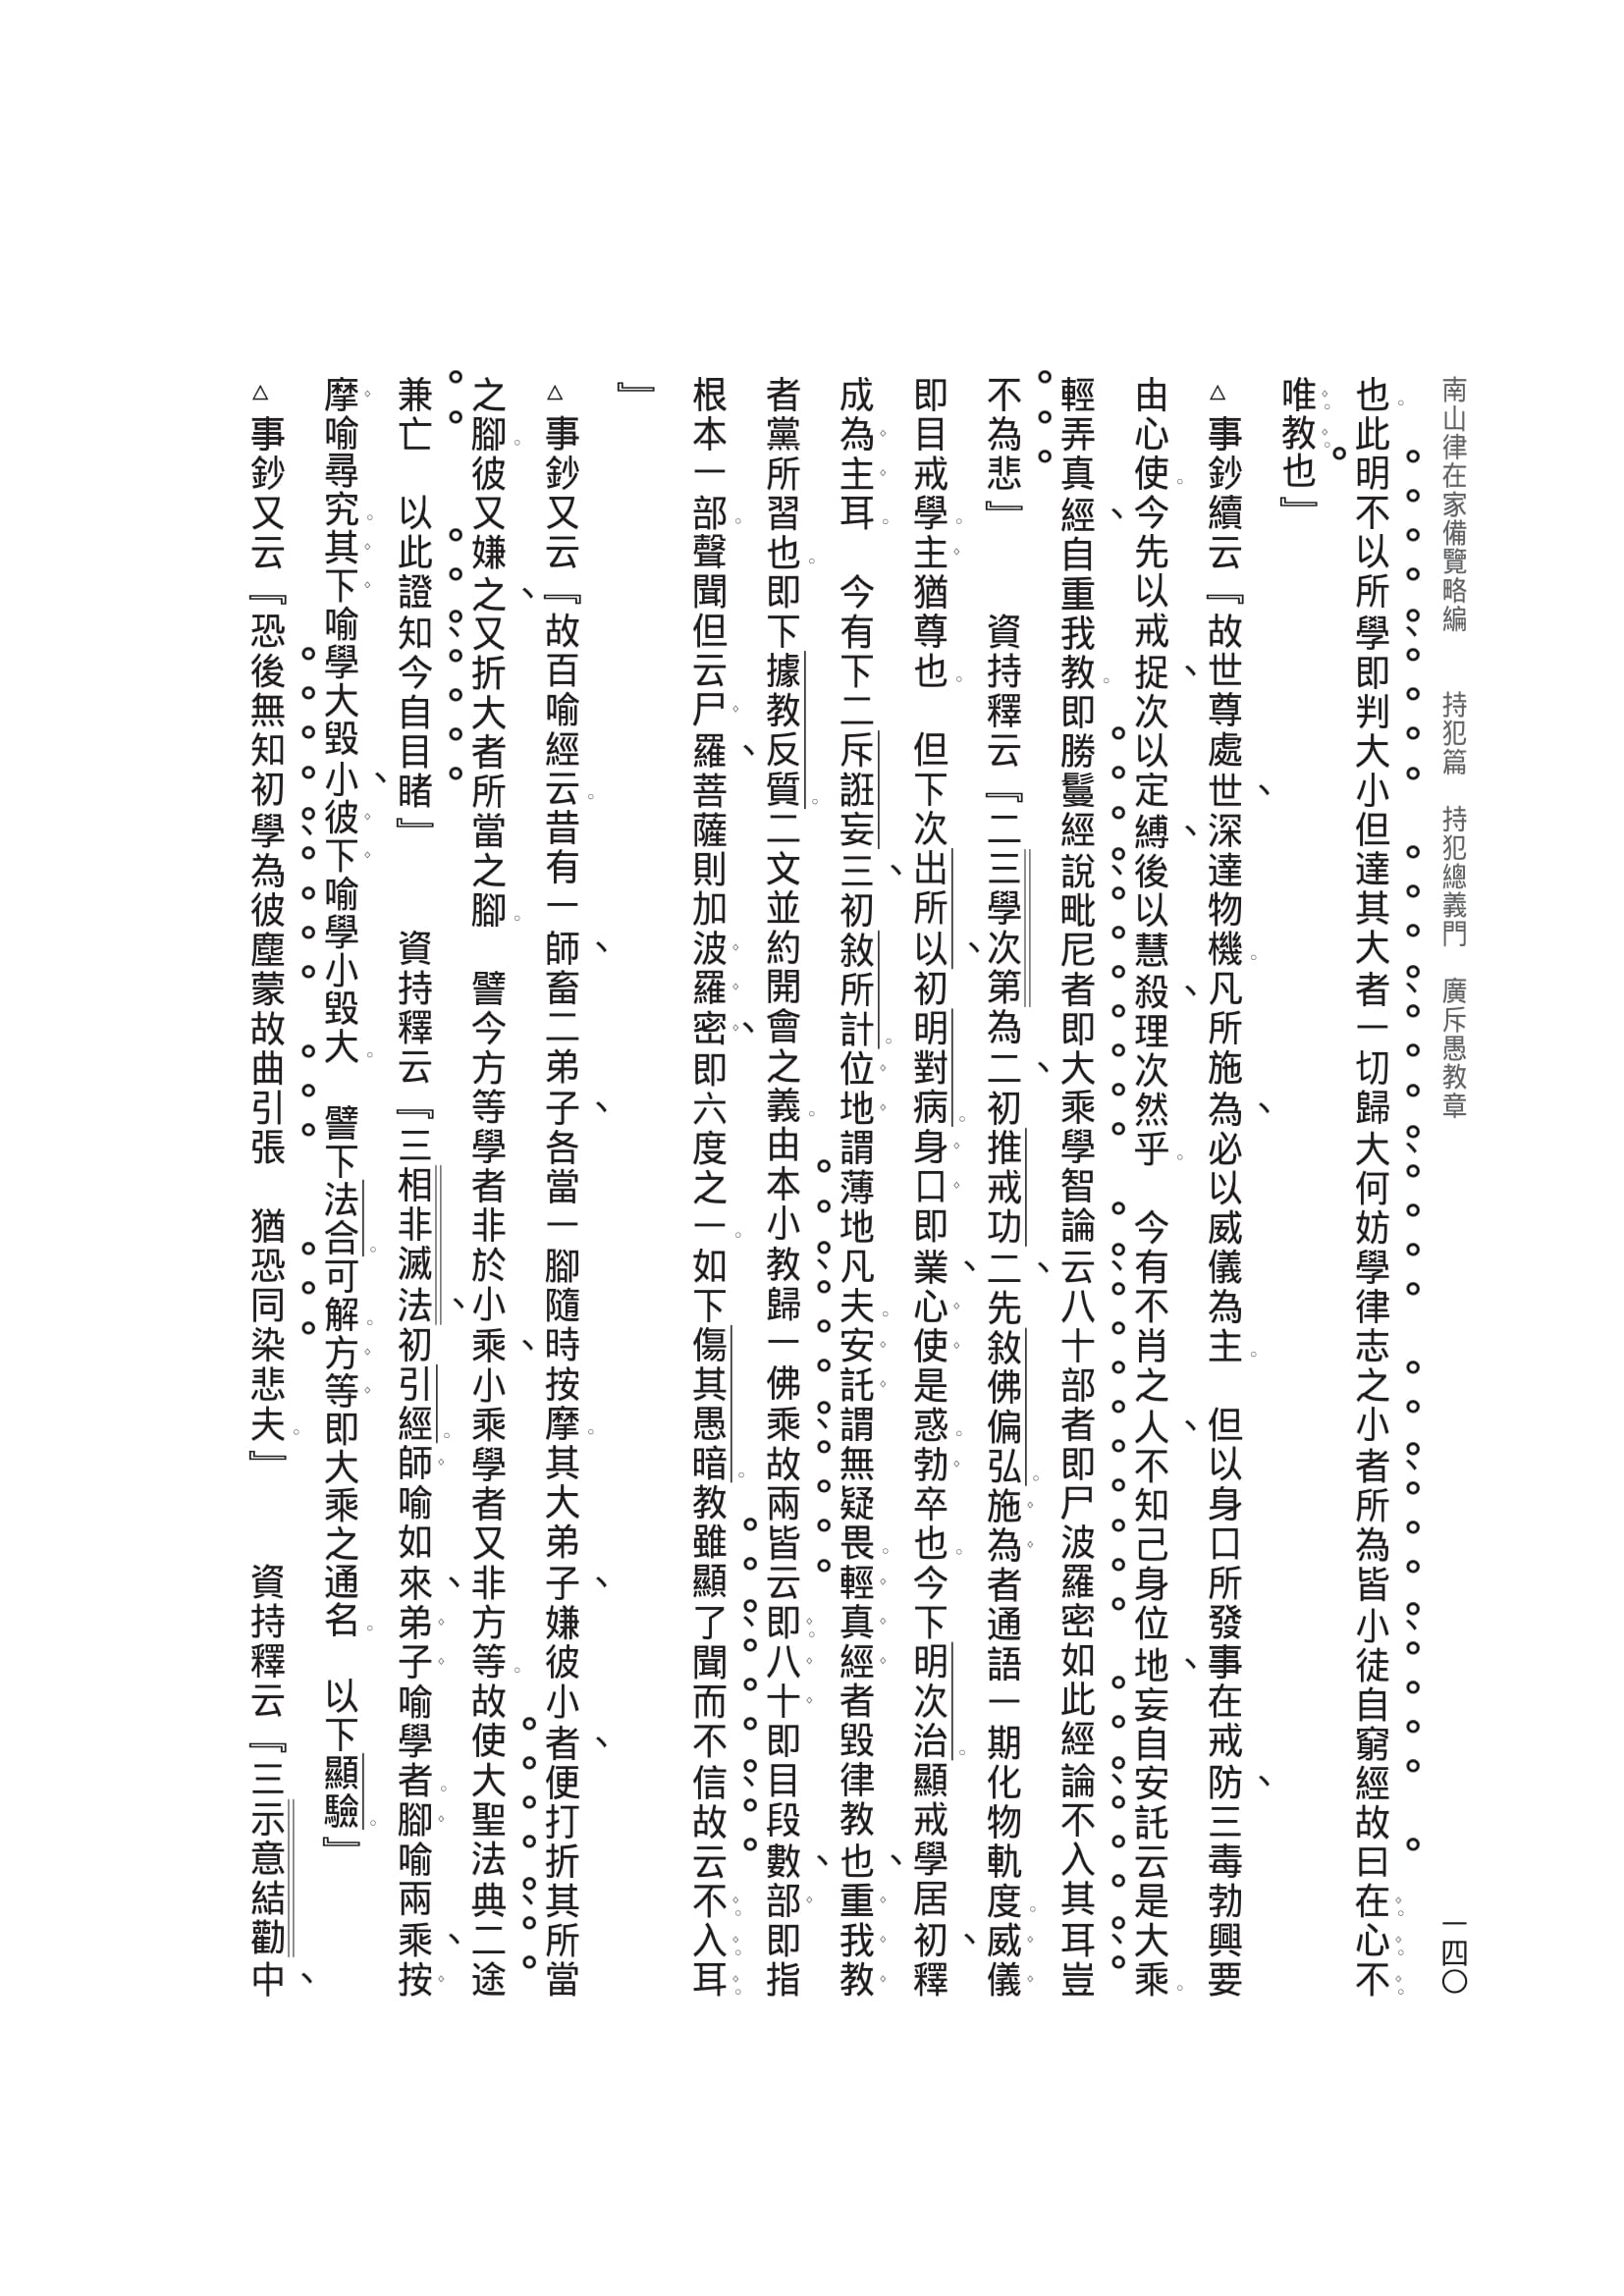 南山律在家備覽略編　持犯篇　持犯總義門　廣斥愚教章
一四〇
也此明不以所學即判大小但達其大者一切歸大何妨學律志之小者所為皆小徒自窮經故曰在心不
唯教也』
△事鈔續云『故世尊處世、深達物機。凡所施為、必以威儀為主。　但以身口所發事在戒防、三毒勃興要
由心使。今先以戒捉、次以定縛、後以慧殺、理次然乎。　今有不肖之人、不知己身位地、妄自安託云是大乘。
輕弄真經、自重我教。即勝鬘經說毗尼者即大乘學智論云八十部者即尸波羅密如此經論不入其耳豈
不為悲』　　資持釋云『二三學次第為二、初推戒功、二先敘佛偏弘。施為者通語一期化物軌度。威儀
即目戒學。主猶尊也。　但下次出所以、初明對病。身口即業、心使是惑。勃卒也。今下明次治。顯戒學居初、釋
成為主耳。　今有下二斥誑妄三、初敘所計。位地謂薄地凡夫。安託謂無疑畏。輕真經者毀律教也、重我教
者黨所習也。即下據教反質。二文並約開會之義。由本小教歸一佛乘故兩皆云即。八十即目段數、部即指
根本一部。聲聞但云尸羅、菩薩則加波羅密、即六度之一。如下傷其愚暗。教雖顯了聞而不信故云不入耳
』
△事鈔又云『故百喻經云。昔有一師、畜二弟子、各當一腳隨時按摩。其大弟子、嫌彼小者、便打折其所當
之腳。彼又嫌之、又折大者所當之腳。　譬今方等學者非於小乘、小乘學者又非方等。故使大聖法典二途
兼亡　以此證知今自目睹』　　資持釋云『三相非滅法、初引經。師喻如來、弟子喻學者。腳喻兩乘、按
摩喻尋究。其下喻學大毀小、彼下喻學小毀大。　譬下法合。可解。方等即大乘之通名。　以下顯驗。』
△事鈔又云『恐後無知初學為彼塵蒙故曲引張　猶恐同染悲夫。』　　資持釋云『三示意結勸、中